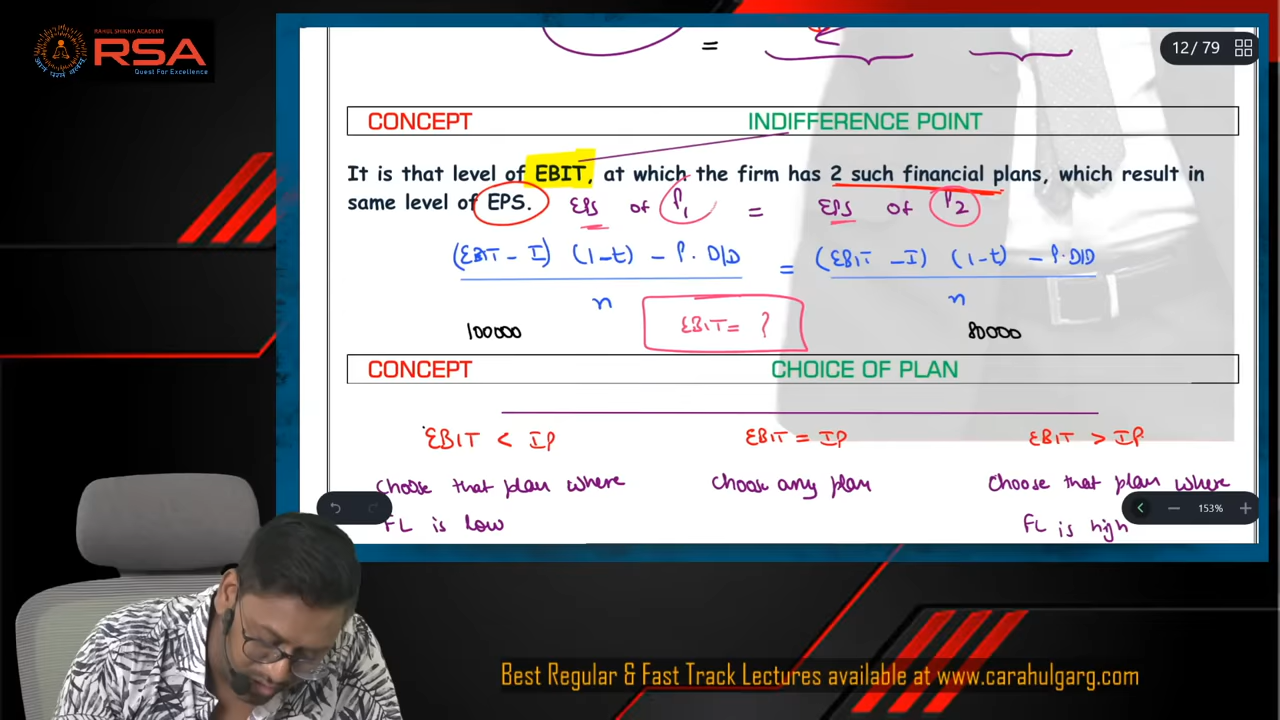 RAHUL SHIKHA ACADEMY
RSA
Quest For Excellence
12 / 79
=
CONCEPT INDIFFERENCE POINT
It is that level of EBIT, at which the firm has 2 such financial plans, which result in
same level of EPS. EPS of P1 = EPS of P2
(EBIT - I) (1-t) - P. D/D = (EBIT - I) (1-t) - P. D/D
n n
EBIT = ?
100000 80000
CONCEPT CHOICE OF PLAN
EBIT < IP EBIT = IP EBIT > IP
Choose that plan where Choose any plan Choose that plan where
FL is low FL is high
153%
Best Regular & Fast Track Lectures available at www.carahulgarg.com